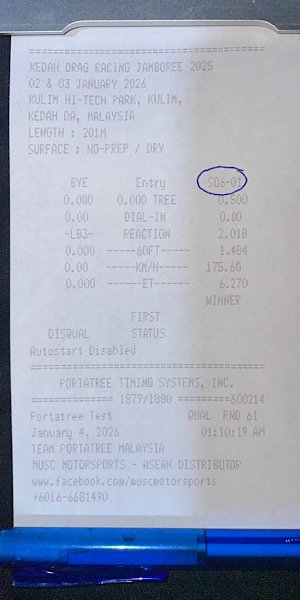 ================================
KEDAH DRAG RACING JAMBOREE 2025
02 & 03 JANUARY 2026
KULIM HI-TECH PARK, KULIM,
KEDAH DA, MALAYSIA
LENGTH : 201M
SURFACE : NO-PREP / DRY
BYE Entry SO6-01
0.000 0.000 TREE 0.500
0.00 DIAL-IN 0.00
-LB3- REACTION 2.018
0.000 -----60FT----- 1.484
0.00 -----KM/H----- 175.60
0.000 ------ET------ 6.270
WINNER
FIRST
DISQUAL STATUS
Autostart Disabled
================================
PORTATREE TIMING SYSTEMS, INC.
============= 1879/1880 =========600214
Portatree Test QUAL RND 61
January 4, 2026 01:10:19 AM
TEAM PORTATREE MALAYSIA
MUSC MOTORSPORTS - ASEAN DISTRIBUTOR
www.facebook.com/muscmotorsports
+6016-6681490